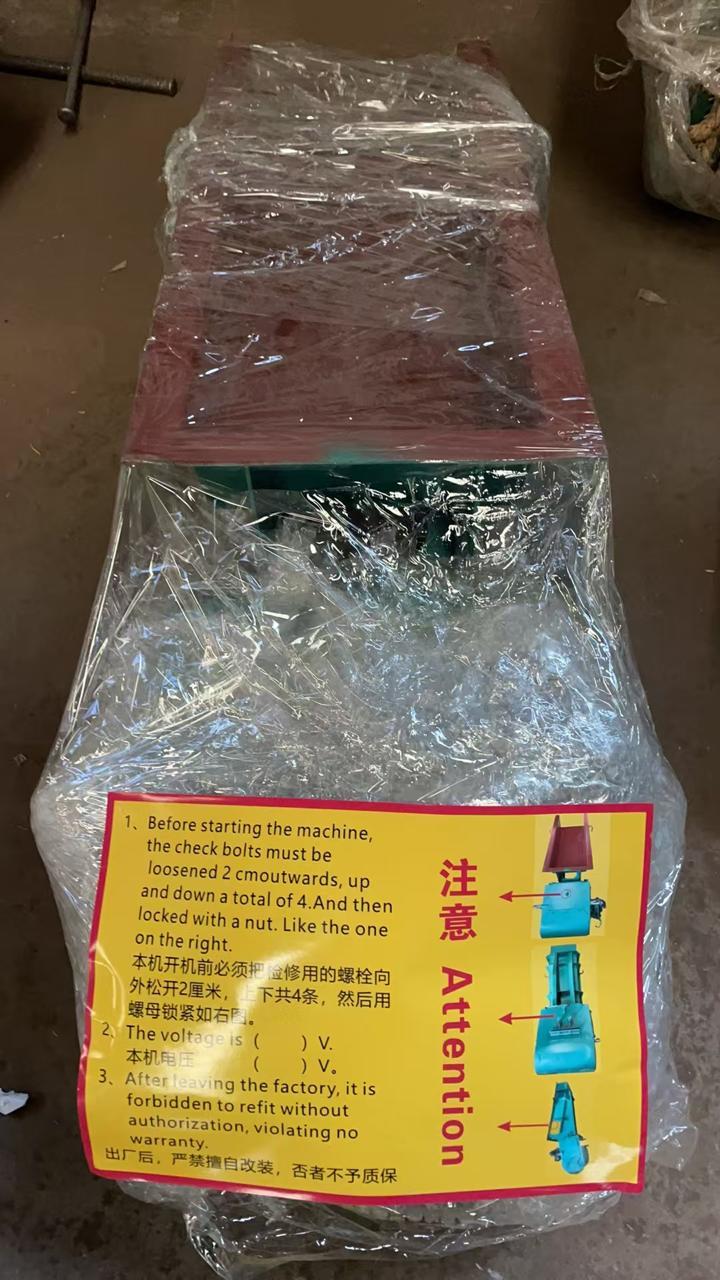 1、Before starting the machine,
the check bolts must be
loosened 2 cmoutwards, up
and down a total of 4.And then
locked with a nut. Like the one
on the right.
本机开机前必须把检修用的螺栓向
外松开2厘米，上下共4条，然后用
螺母锁紧如右图。
2、The voltage is （　　）V.
本机电压　　（　　）V。
3、After leaving the factory, it is
forbidden to refit without
authorization, violating no
warranty.
出厂后，严禁擅自改装，否者不予质保
注意 Attention